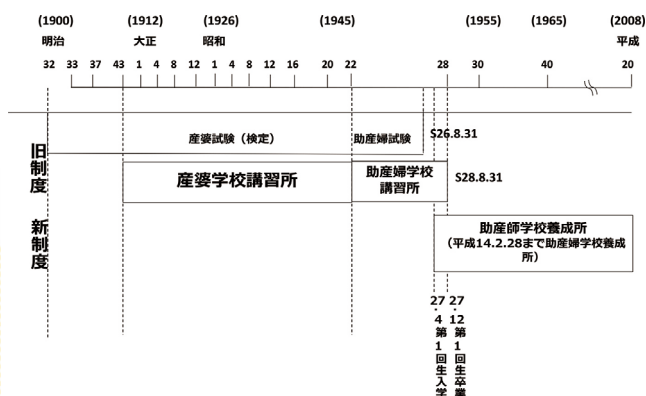 (1900) (1912) (1926) (1945) (1955) (1965) (2008)
明治 大正 昭和 平成
32 33 37 43 1 4 8 12 1 4 8 12 16 20 22 28 30 40 20
産婆試験（検定） 助産婦試験 S26.8.31
旧制度
産婆学校講習所
助産婦学校
講習所
S28.8.31
新制度
助産師学校養成所
（平成14.2.28まで助産婦学校養成
所）
27・4第1回生入学
27・12第1回生卒業